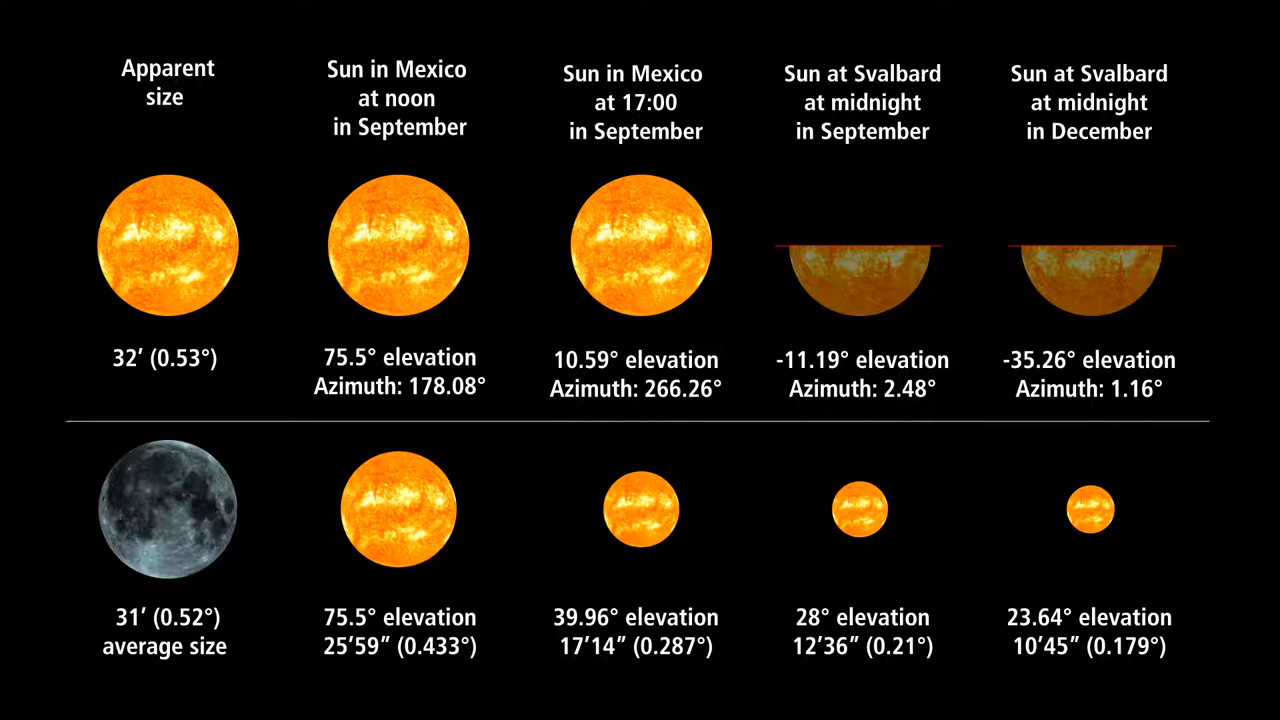 Apparent
size
Sun in Mexico
at noon
in September
Sun in Mexico
at 17:00
in September
Sun at Svalbard
at midnight
in September
Sun at Svalbard
at midnight
in December
32′ (0.53°)
75.5° elevation
Azimuth: 178.08°
10.59° elevation
Azimuth: 266.26°
-11.19° elevation
Azimuth: 2.48°
-35.26° elevation
Azimuth: 1.16°
31′ (0.52°)
average size
75.5° elevation
25′59″ (0.433°)
39.96° elevation
17′14″ (0.287°)
28° elevation
12′36″ (0.21°)
23.64° elevation
10′45″ (0.179°)